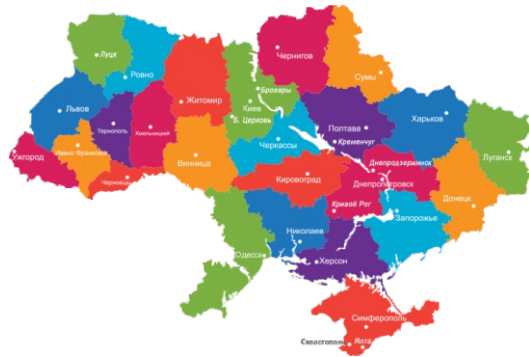 Луцк
Ровно
Чернигов
Сумы
Житомир
Киев
Бровары
Б. Церковь
Львов
Тернополь
Хмельницкий
Полтава
Харьков
Кременчуг
Черкассы
Ужгород
Ивано Франковск
Винница
Луганск
Черновцы
Кировоград
Днепродзержинск
Днепропетровск
Донецк
Кривой Рог
Запорожье
Николаев
Одесса
Херсон
Симферополь
Севастополь
Ялта